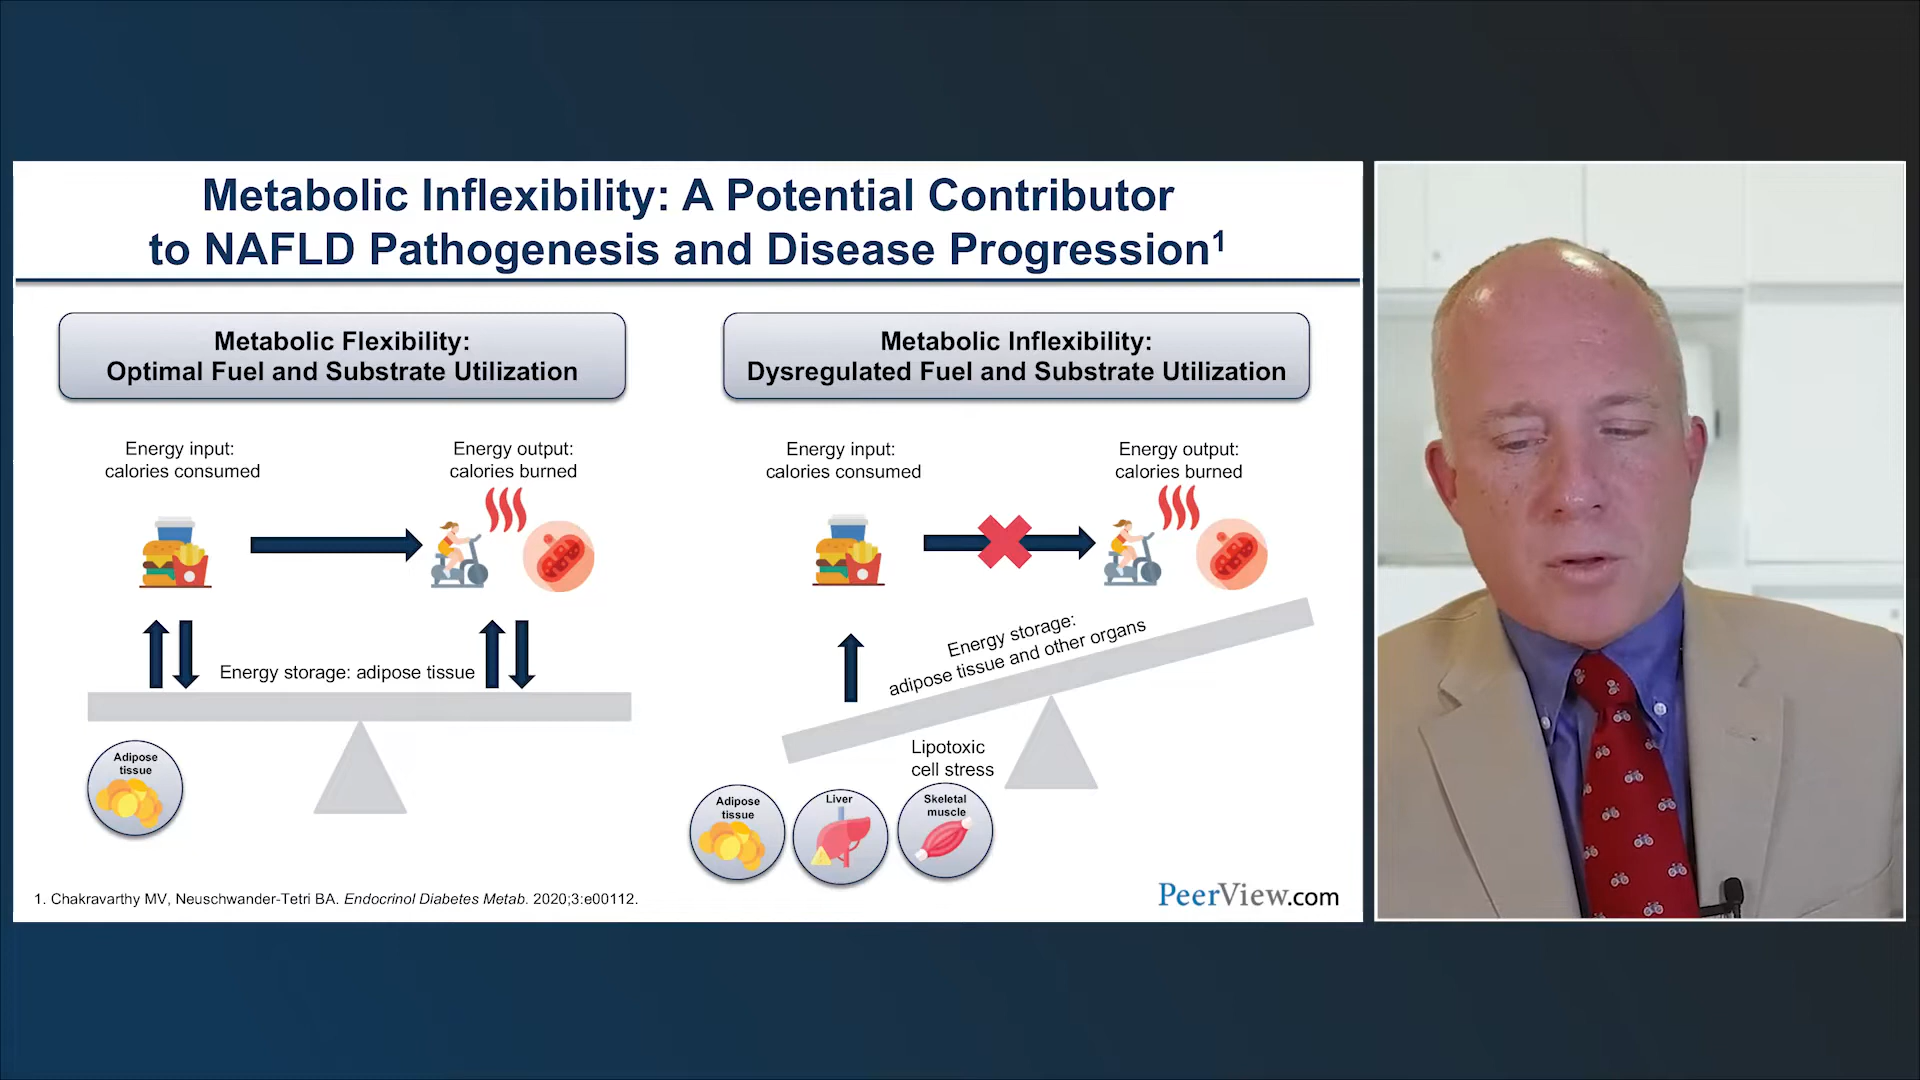 Metabolic Inflexibility: A Potential Contributor
to NAFLD Pathogenesis and Disease Progression¹
Metabolic Flexibility:
Optimal Fuel and Substrate Utilization
Energy input:
calories consumed
Energy output:
calories burned
Energy storage: adipose tissue
Adipose
tissue
Metabolic Inflexibility:
Dysregulated Fuel and Substrate Utilization
Energy input:
calories consumed
Energy output:
calories burned
Energy storage:
adipose tissue and other organs
Lipotoxic
cell stress
Adipose
tissue
Liver
Skeletal
muscle
1. Chakravarthy MV, Neuschwander-Tetri BA. Endocrinol Diabetes Metab. 2020;3:e00112.
PeerView.com